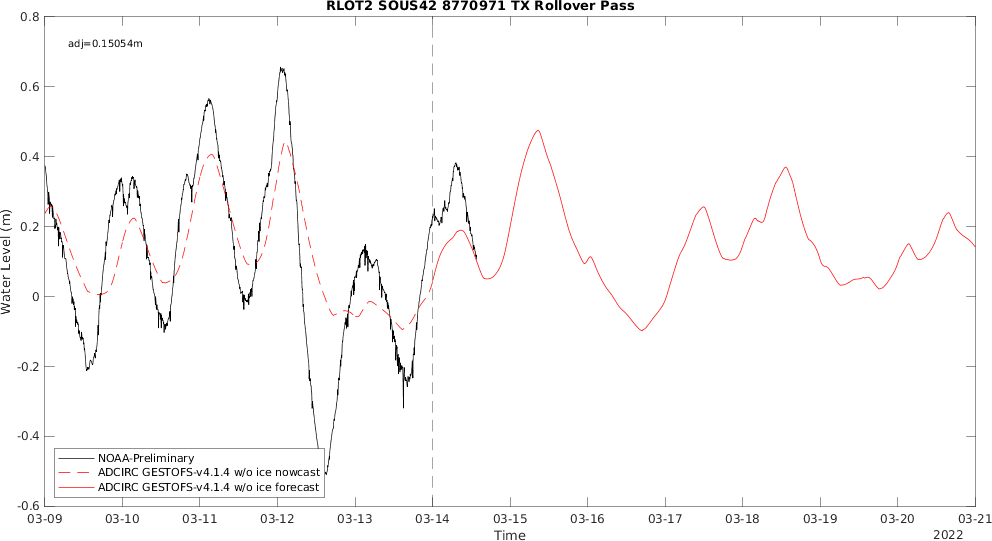 RLOT2 SOUS42 8770971 TX Rollover Pass
adj=0.15054m
0.8
0.6
0.4
0.2
0
-0.2
-0.4
-0.6
Water Level (m)
NOAA-Preliminary
ADCIRC GESTOFS-v4.1.4 w/o ice nowcast
ADCIRC GESTOFS-v4.1.4 w/o ice forecast
03-09 03-10 03-11 03-12 03-13 03-14 03-15 03-16 03-17 03-18 03-19 03-20 03-21
Time
2022